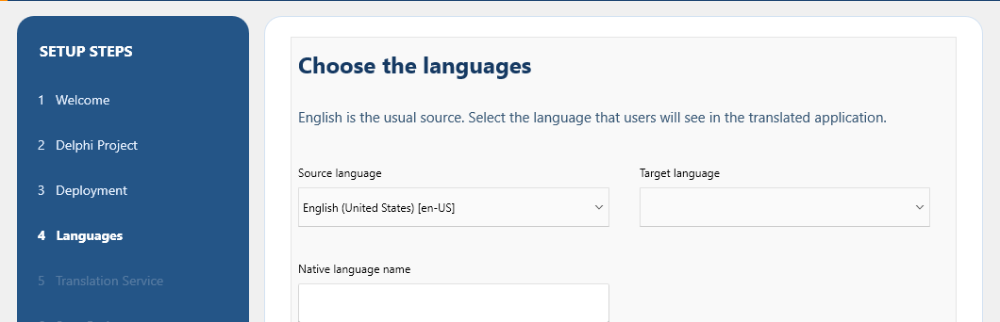 SETUP STEPS
1 Welcome
2 Delphi Project
3 Deployment
4 Languages
5 Translation Service
Choose the languages
English is the usual source. Select the language that users will see in the translated application.
Source language
Target language
English (United States) [en-US]
Native language name